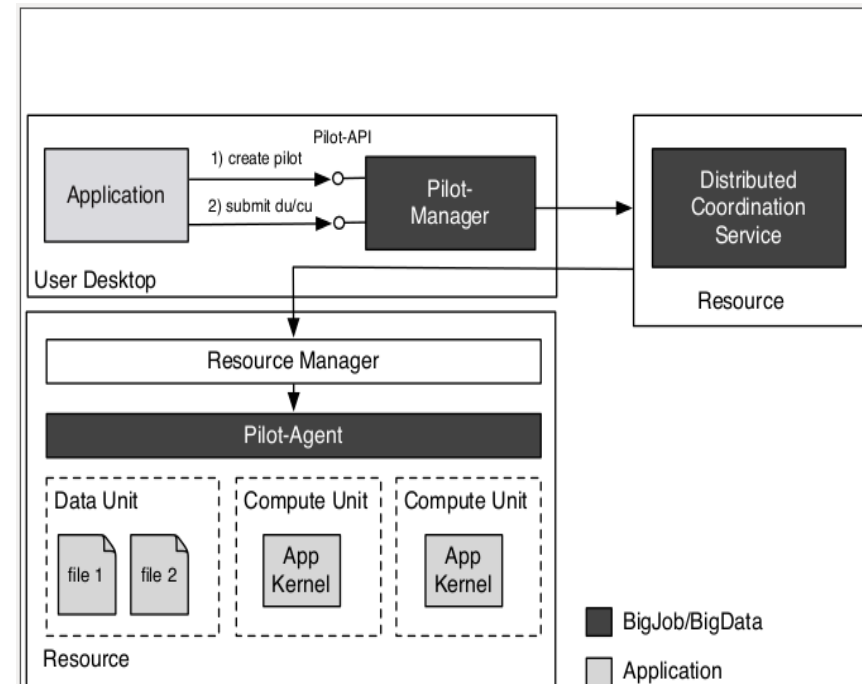 Pilot-API
1) create pilot
Application
2) submit du/cu
Pilot-
Manager
User Desktop
Distributed
Coordination
Service
Resource
Resource Manager
Pilot-Agent
Data Unit
file 1
file 2
Compute Unit
App
Kernel
Compute Unit
App
Kernel
Resource
BigJob/BigData
Application